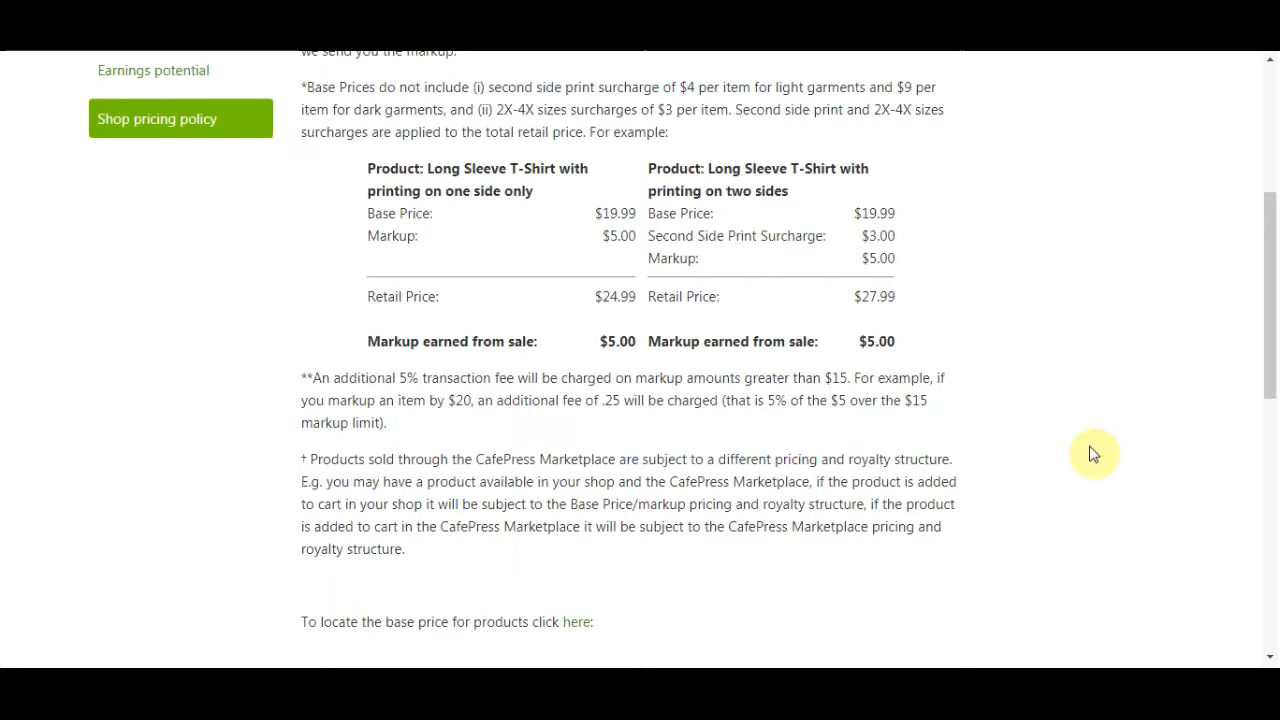 we send you the markup.
Earnings potential
Shop pricing policy
*Base Prices do not include (i) second side print surcharge of $4 per item for light garments and $9 per
item for dark garments, and (ii) 2X-4X sizes surcharges of $3 per item. Second side print and 2X-4X sizes
surcharges are applied to the total retail price. For example:
Product: Long Sleeve T-Shirt with
printing on one side only
Base Price: $19.99
Markup: $5.00
Retail Price: $24.99
Markup earned from sale: $5.00
Product: Long Sleeve T-Shirt with
printing on two sides
Base Price: $19.99
Second Side Print Surcharge: $3.00
Markup: $5.00
Retail Price: $27.99
Markup earned from sale: $5.00
**An additional 5% transaction fee will be charged on markup amounts greater than $15. For example, if
you markup an item by $20, an additional fee of .25 will be charged (that is 5% of the $5 over the $15
markup limit).
† Products sold through the CafePress Marketplace are subject to a different pricing and royalty structure.
E.g. you may have a product available in your shop and the CafePress Marketplace, if the product is added
to cart in your shop it will be subject to the Base Price/markup pricing and royalty structure, if the product
is added to cart in the CafePress Marketplace it will be subject to the CafePress Marketplace pricing and
royalty structure.
To locate the base price for products click here: